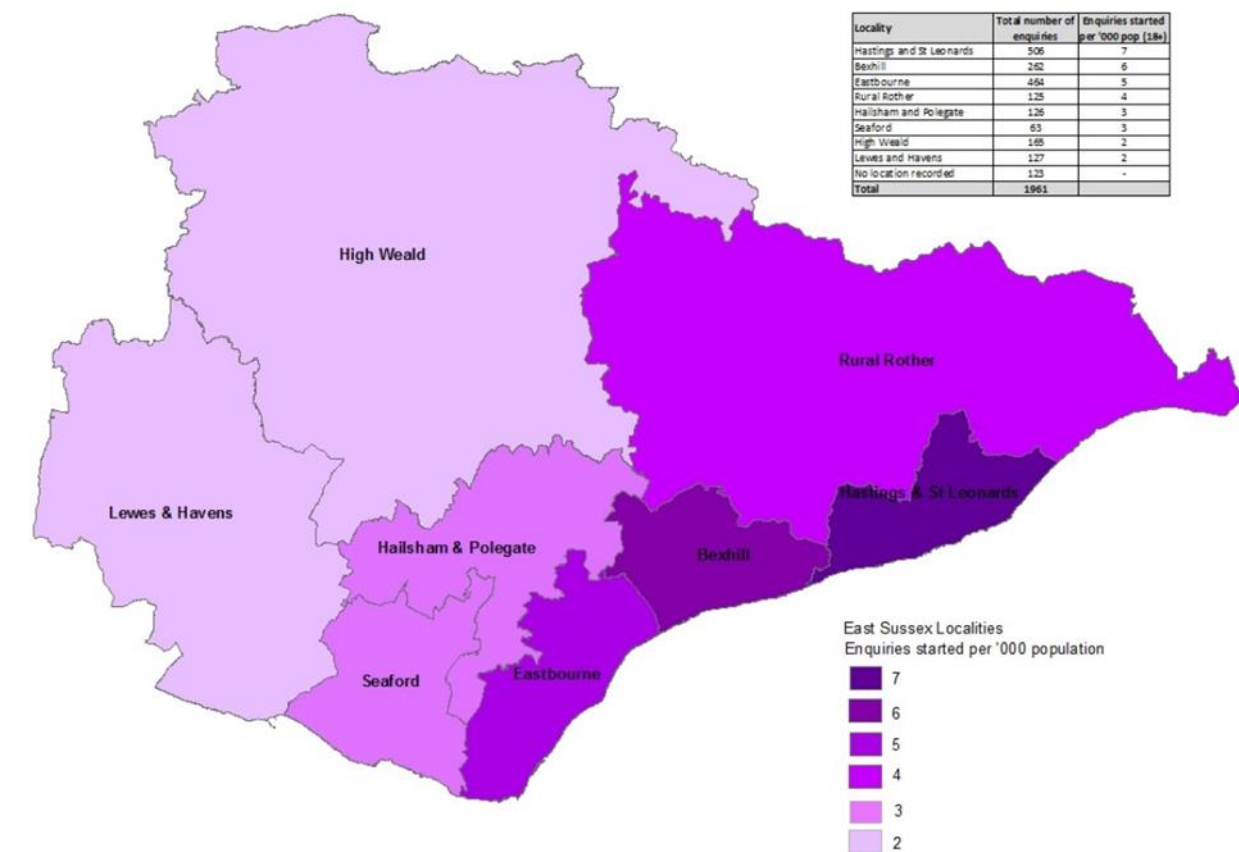 Locality Total number of enquiries Enquiries started per '000 pop (18+)
Hastings and St Leonards 506 7
Bexhill 262 6
Eastbourne 464 5
Rural Rother 125 4
Hailsham and Polegate 126 3
Seaford 63 3
High Weald 165 2
Lewes and Havens 127 2
No location recorded 123 -
Total 1961
High Weald
Rural Rother
Hastings & St Leonards
Lewes & Havens
Hailsham & Polegate
Bexhill
Seaford
Eastbourne
East Sussex Localities
Enquiries started per '000 population
7
6
5
4
3
2